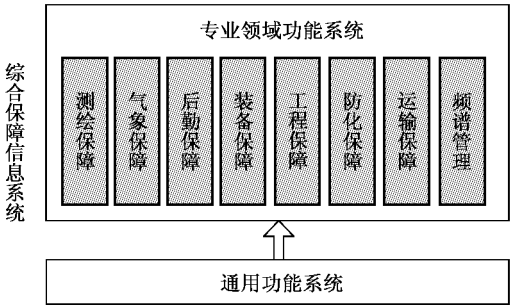 专业领域功能系统
综合保障信息系统
测绘保障
气象保障
后勤保障
装备保障
工程保障
防化保障
运输保障
频谱管理
通用功能系统